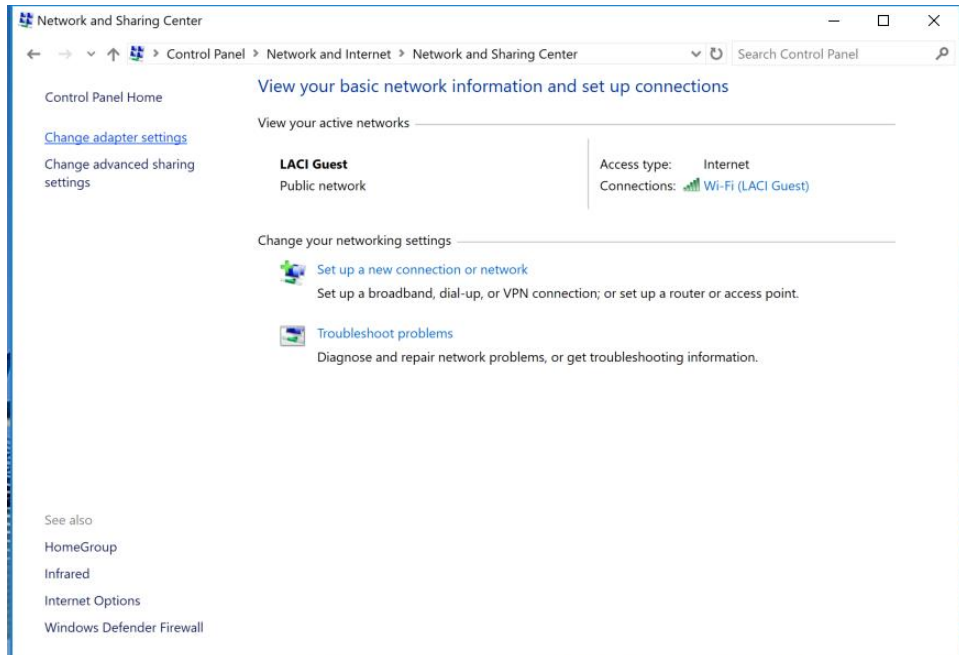 Network and Sharing Center
Control Panel > Network and Internet > Network and Sharing Center
Search Control Panel
Control Panel Home
Change adapter settings
Change advanced sharing
settings
View your basic network information and set up connections
View your active networks
LACI Guest
Public network
Access type: Internet
Connections: Wi-Fi (LACI Guest)
Change your networking settings
Set up a new connection or network
Set up a broadband, dial-up, or VPN connection; or set up a router or access point.
Troubleshoot problems
Diagnose and repair network problems, or get troubleshooting information.
See also
HomeGroup
Infrared
Internet Options
Windows Defender Firewall